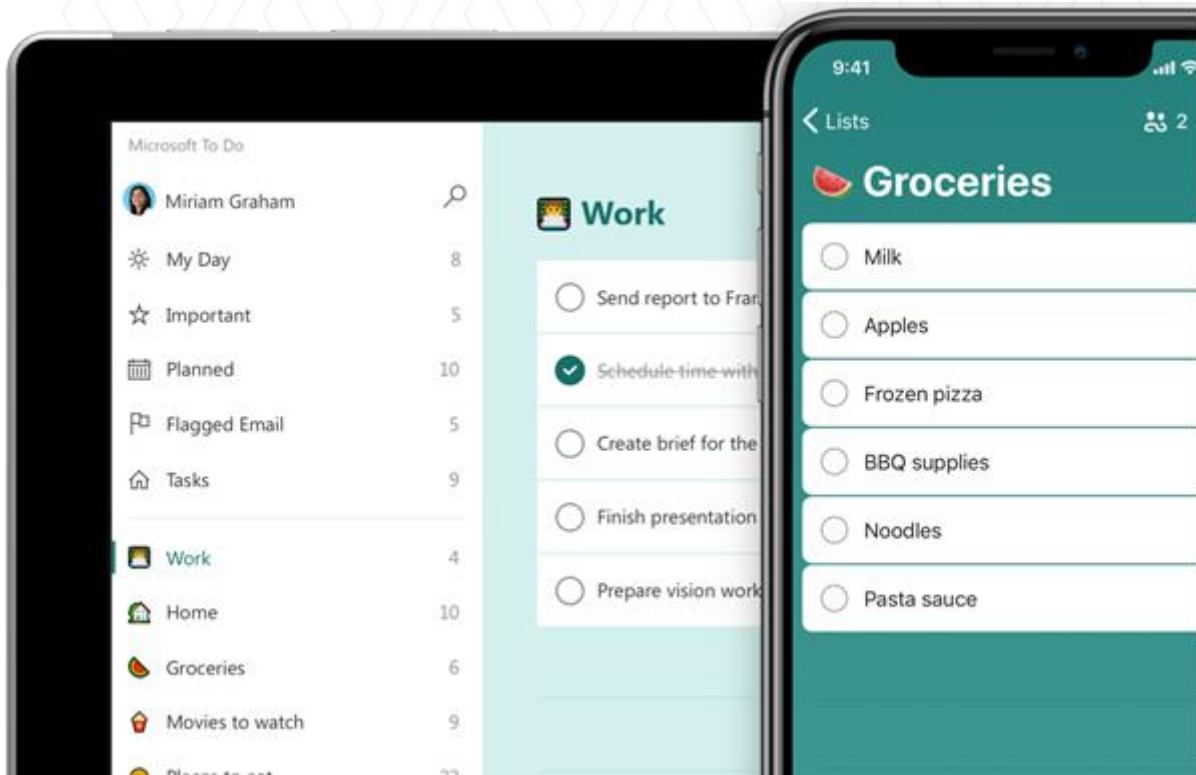 Microsoft To Do
Miriam Graham
My Day 8
Important 5
Planned 10
Flagged Email 5
Tasks 9
Work 4
Home 10
Groceries 6
Movies to watch 9
Work
Send report to
Schedule time with
Create brief for the
Finish presentation
Prepare vision
9:41
Lists 2
Groceries
Milk
Apples
Frozen pizza
BBQ supplies
Noodles
Pasta sauce